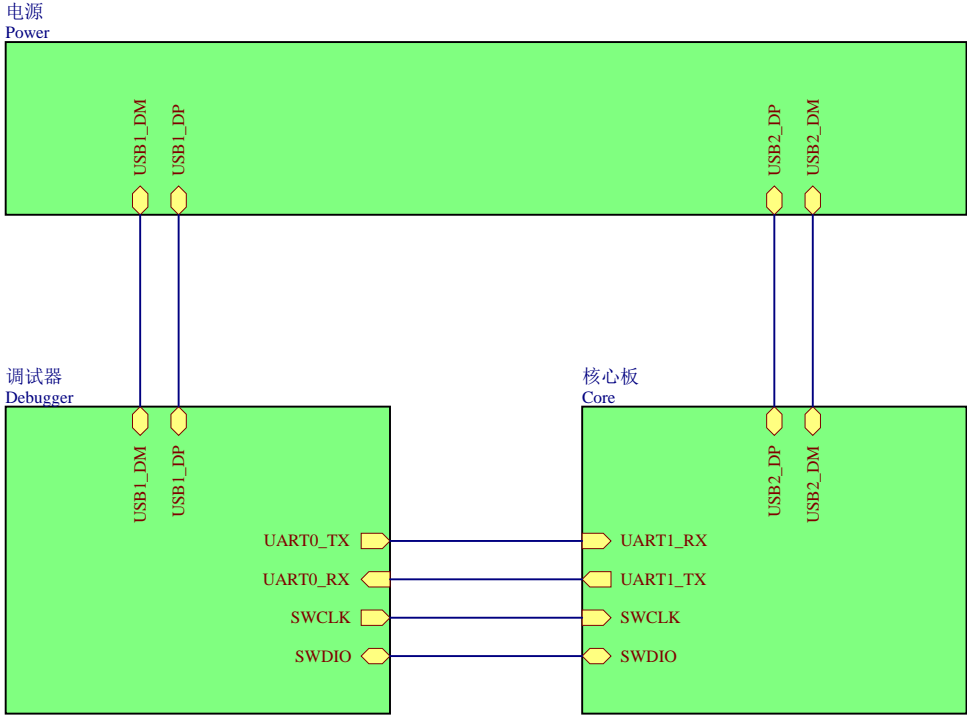 电源
Power
USB1_DM
USB1_DP
USB2_DP
USB2_DM
调试器
Debugger
核心板
Core
USB1_DM
USB1_DP
USB2_DP
USB2_DM
UART0_TX
UART1_RX
UART0_RX
UART1_TX
SWCLK
SWCLK
SWDIO
SWDIO